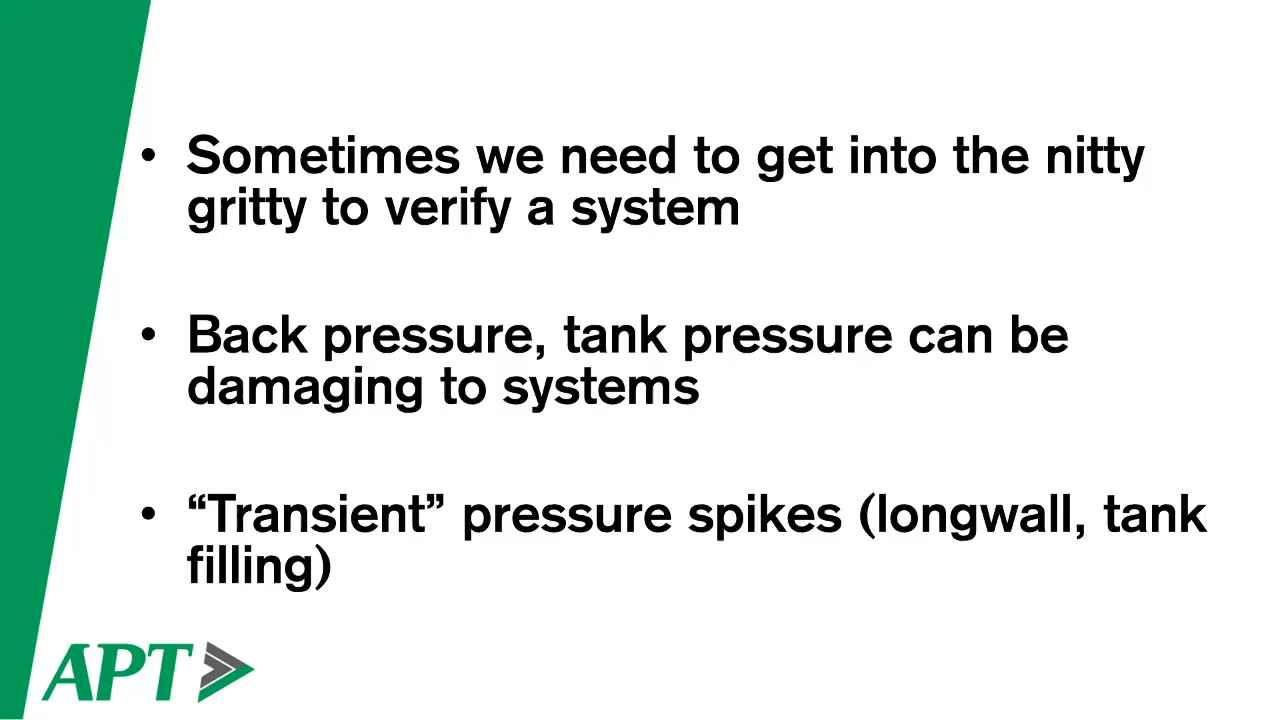 • Sometimes we need to get into the nitty
gritty to verify a system
• Back pressure, tank pressure can be
damaging to systems
• “Transient” pressure spikes (longwall, tank
filling)
APT